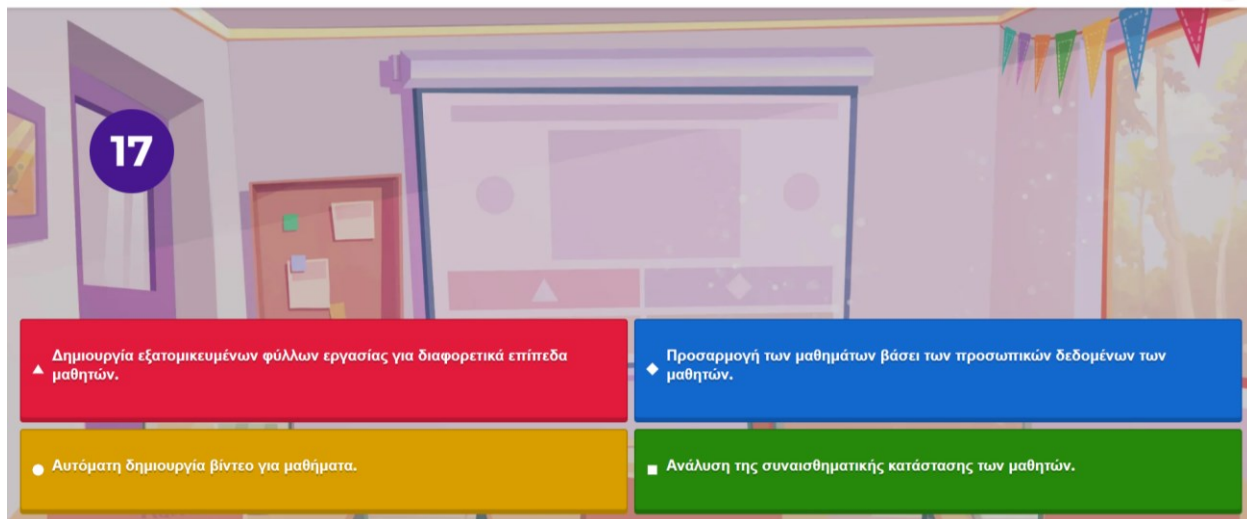 17
Δημιουργία εξατομικευμένων φύλλων εργασίας για διαφορετικά επίπεδα
μαθητών.
Προσαρμογή των μαθημάτων βάσει των προσωπικών δεδομένων των
μαθητών.
Αυτόματη δημιουργία βίντεο για μαθήματα.
Ανάλυση της συναισθηματικής κατάστασης των μαθητών.